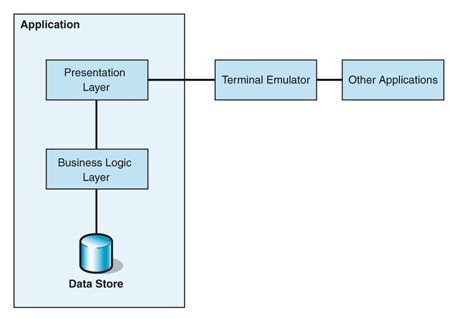 Application
Presentation
Layer
Terminal Emulator
Other Applications
Business Logic
Layer
Data Store